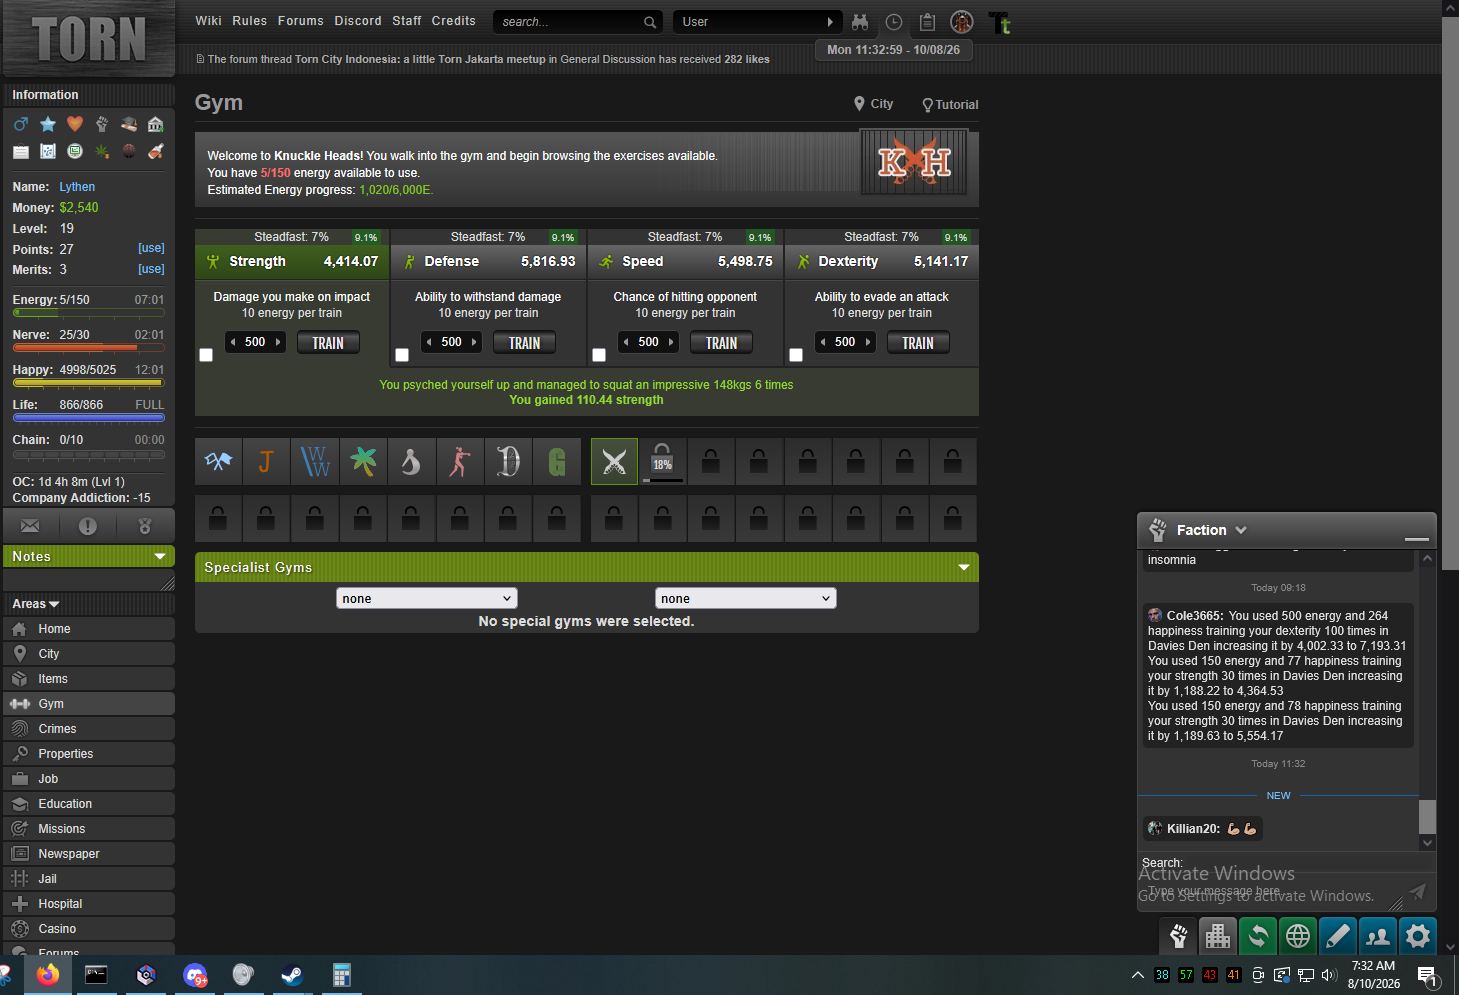 TORN
Wiki Rules Forums Discord Staff Credits
search...
User
Mon 11:32:59 - 10/08/26
The forum thread Torn City Indonesia: a little Torn Jakarta meetup in General Discussion has received 282 likes
Information
Name: Lythen
Money: $2,540
Level: 19
Points: 27 [use]
Merits: 3 [use]
Energy: 5/150 07:01
Nerve: 25/30 02:01
Happy: 4998/5025 12:01
Life: 866/866 FULL
Chain: 0/10 00:00
OC: 1d 4h 8m (Lvl 1)
Company Addiction: -15
Notes
Areas
Home
City
Items
Gym
Crimes
Properties
Job
Education
Missions
Newspaper
Jail
Hospital
Casino
Forums
Gym
City
Tutorial
Welcome to Knuckle Heads! You walk into the gym and begin browsing the exercises available.
You have 5/150 energy available to use.
Estimated Energy progress: 1,020/6,000E.
KH
Steadfast: 7% 9.1%
Strength 4,414.07
Damage you make on impact
10 energy per train
500 TRAIN
Steadfast: 7% 9.1%
Defense 5,816.93
Ability to withstand damage
10 energy per train
500 TRAIN
Steadfast: 7% 9.1%
Speed 5,498.75
Chance of hitting opponent
10 energy per train
500 TRAIN
Steadfast: 7% 9.1%
Dexterity 5,141.17
Ability to evade an attack
10 energy per train
500 TRAIN
You psyched yourself up and managed to squat an impressive 148kgs 6 times
You gained 110.44 strength
J
WW
D
G
18%
Specialist Gyms
none
none
No special gyms were selected.
Faction
insomnia
Today 09:18
Cole3665: You used 500 energy and 264
happiness training your dexterity 100 times in
Davies Den increasing it by 4,002.33 to 7,193.31
You used 150 energy and 77 happiness training
your strength 30 times in Davies Den increasing
it by 1,188.22 to 4,364.53
You used 150 energy and 78 happiness training
your strength 30 times in Davies Den increasing
it by 1,189.63 to 5,554.17
Today 11:32
NEW
Killian20: 💪💪
Search:
Type your message here...
Activate Windows
Go to Settings to activate Windows.
9+
38 57 43 41
7:32 AM
8/10/2026
1